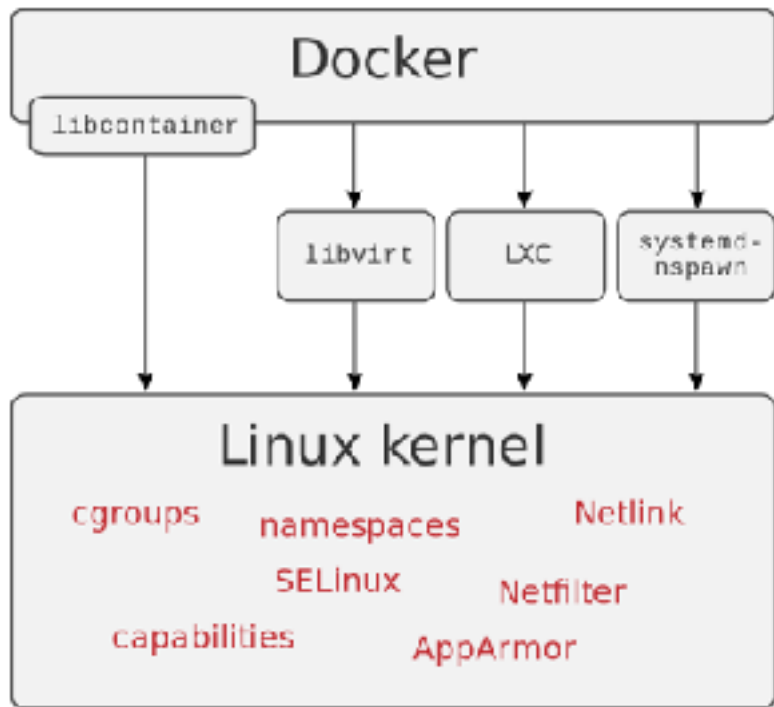 Docker
libcontainer
libvirt
LXC
systemd-
nspawn
Linux kernel
cgroups
namespaces
Netlink
SELinux
Netfilter
capabilities
AppArmor